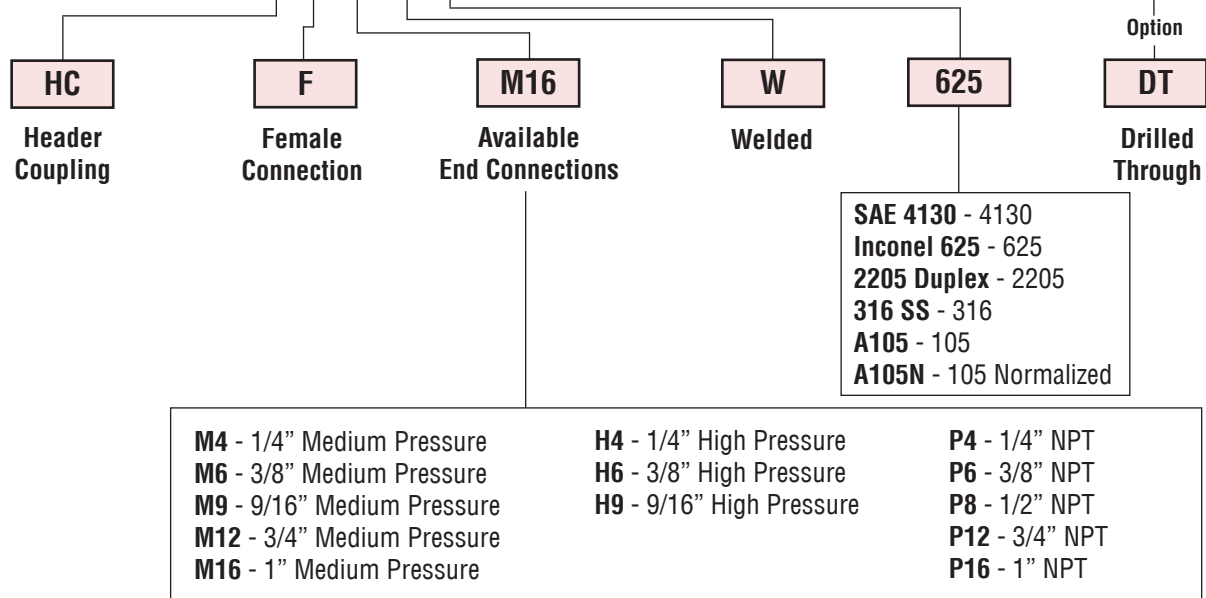 Option
HC
F
M16
W
625
DT
Header
Coupling
Female
Connection
Available
End Connections
Welded
Drilled
Through
SAE 4130 - 4130
Inconel 625 - 625
2205 Duplex - 2205
316 SS - 316
A105 - 105
A105N - 105 Normalized
M4 - 1/4” Medium Pressure
M6 - 3/8” Medium Pressure
M9 - 9/16” Medium Pressure
M12 - 3/4” Medium Pressure
M16 - 1” Medium Pressure
H4 - 1/4” High Pressure
H6 - 3/8” High Pressure
H9 - 9/16” High Pressure
P4 - 1/4” NPT
P6 - 3/8” NPT
P8 - 1/2” NPT
P12 - 3/4” NPT
P16 - 1” NPT